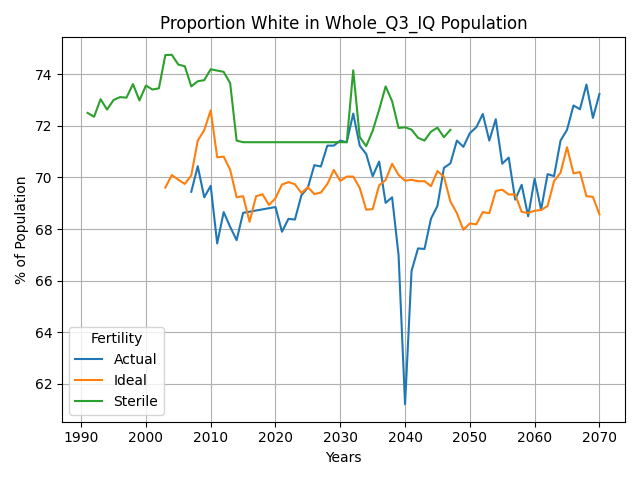 Proportion White in Whole_Q3_IQ Population
% of Population
74
72
70
68
66
64
62
Fertility
Actual
Ideal
Sterile
1990 2000 2010 2020 2030 2040 2050 2060 2070
Years